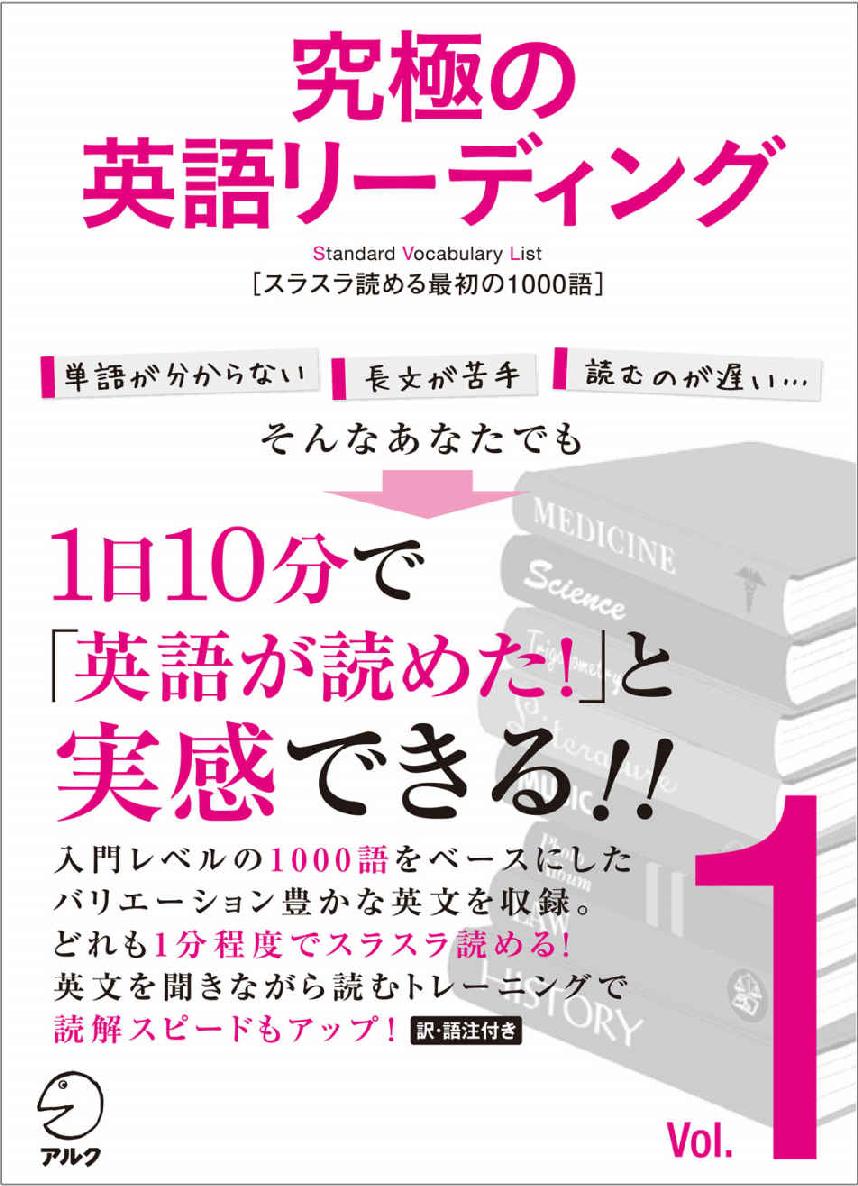 究極の
英語リーディング
Standard Vocabulary List
［スラスラ読める最初の1000語］
単語が分からない
長文が苦手
読むのが遅い…
そんなあなたでも
1日10分で
「英語が読めた！」と
実感できる!!
入門レベルの1000語をベースにした
バリエーション豊かな英文を収録。
どれも1分程度でスラスラ読める！
英文を聞きながら読むトレーニングで
読解スピードもアップ！ 訳・語注付き
MEDICINE
Science
Trigonometry
Literature
MUSIC
Photo
Album
LAW
HISTORY
アルク
Vol.
1